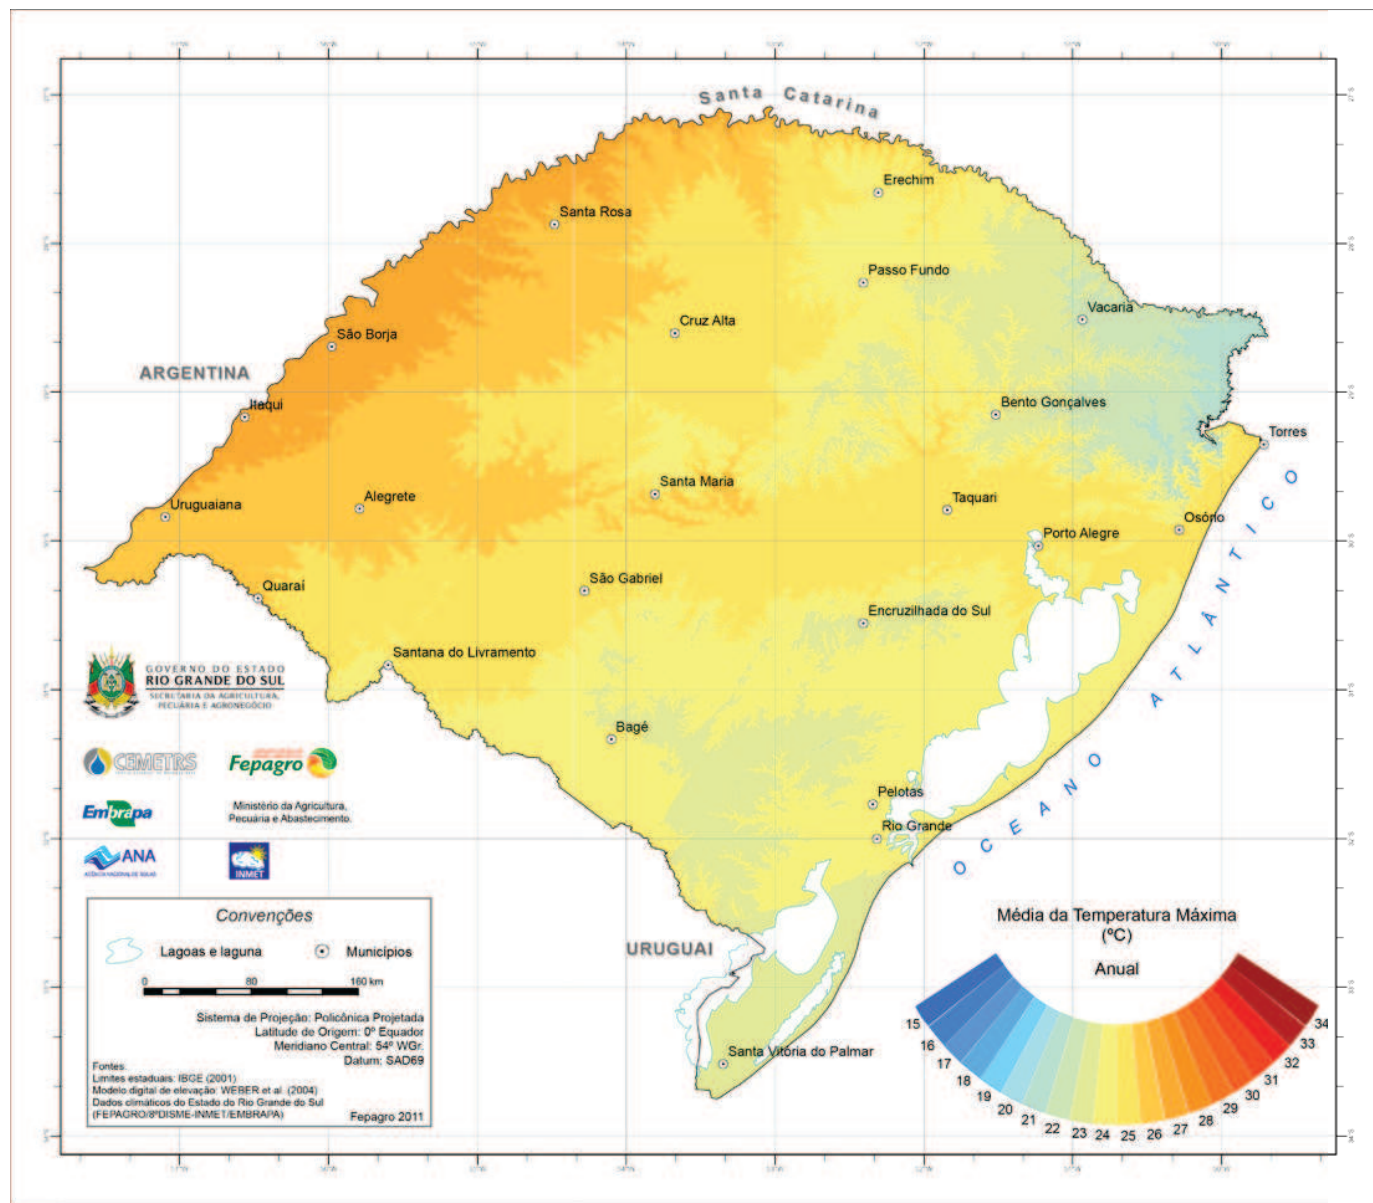 Santa Catarina
Erechim
Santa Rosa
Passo Fundo
Vacaria
Cruz Alta
São Borja
ARGENTINA
Itaqui
Bento Gonçalves
Torres
Santa Maria
Alegrete
Uruguaiana
Taquari
Osório
Porto Alegre
São Gabriel
Quaraí
Encruzilhada do Sul
Santana do Livramento
OCEANO ATLÂNTICO
Bagé
Pelotas
Rio Grande
URUGUAI
Santa Vitória do Palmar
GOVERNO DO ESTADO
RIO GRANDE DO SUL
SECRETARIA DA AGRICULTURA,
PECUÁRIA E AGRONEGÓCIO
CEMETRS
Fepagro
Embrapa
Ministério da Agricultura,
Pecuária e Abastecimento.
ANA
AGÊNCIA NACIONAL DE ÁGUAS
INMET
Convenções
Lagoas e laguna
Municípios
0 80 160 km
Sistema de Projeção: Policônica Projetada
Latitude de Origem: 0º Equador
Meridiano Central: 54º WGr.
Datum: SAD69
Fontes:
Limites estaduais: IBGE (2001)
Modelo digital de elevação: WEBER et al. (2004)
Dados climáticos do Estado do Rio Grande do Sul
(FEPAGRO/8ºDISME-INMET/EMBRAPA)
Fepagro 2011
Média da Temperatura Máxima
(ºC)
Anual
15
16
17
18
19
20
21
22
23
24
25
26
27
28
29
30
31
32
33
34